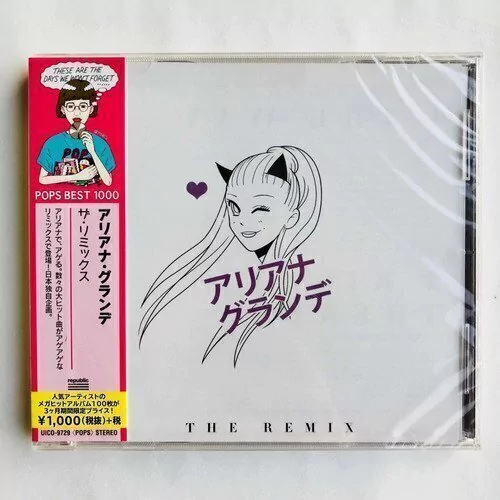 THESE ARE THE
DAYS WE WON'T FORGET
POP
POPS BEST 1000
アリアナ・グランデ
ザ・リミックス
アリアナで、アゲる。数々の大ヒット曲がアゲアゲな
リミックスで登場！日本独自企画。
republic
人気アーティストの
メガヒットアルバム100枚が
3ヶ月期間限定プライス！
¥1,000(税抜)+税
UICO-9729 〈POPS〉 STEREO
アリアナ
グランデ
THE REMIX